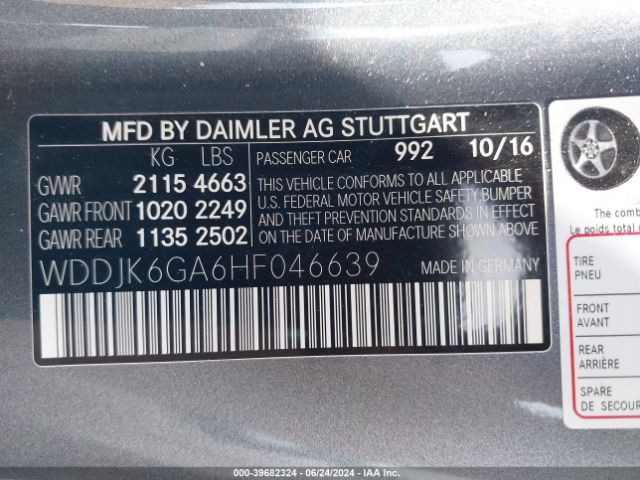 MFD BY DAIMLER AG STUTTGART
KG LBS PASSENGER CAR 992 10/16
GVWR 2115 4663
GAWR FRONT 1020 2249
GAWR REAR 1135 2502
THIS VEHICLE CONFORMS TO ALL APPLICABLE
U.S. FEDERAL MOTOR VEHICLE SAFETY, BUMPER
AND THEFT PREVENTION STANDARDS IN EFFECT
ON THE DATE OF MANUFACTURE SHOWN ABOVE
WDDJK6GA6HF046639 MADE IN GERMANY
The comb
Le poids total
TIRE
PNEU
FRONT
AVANT
REAR
ARRIÈRE
SPARE
DE SECOUR
000-39682324 | 06/24/2024 | IAA Inc.